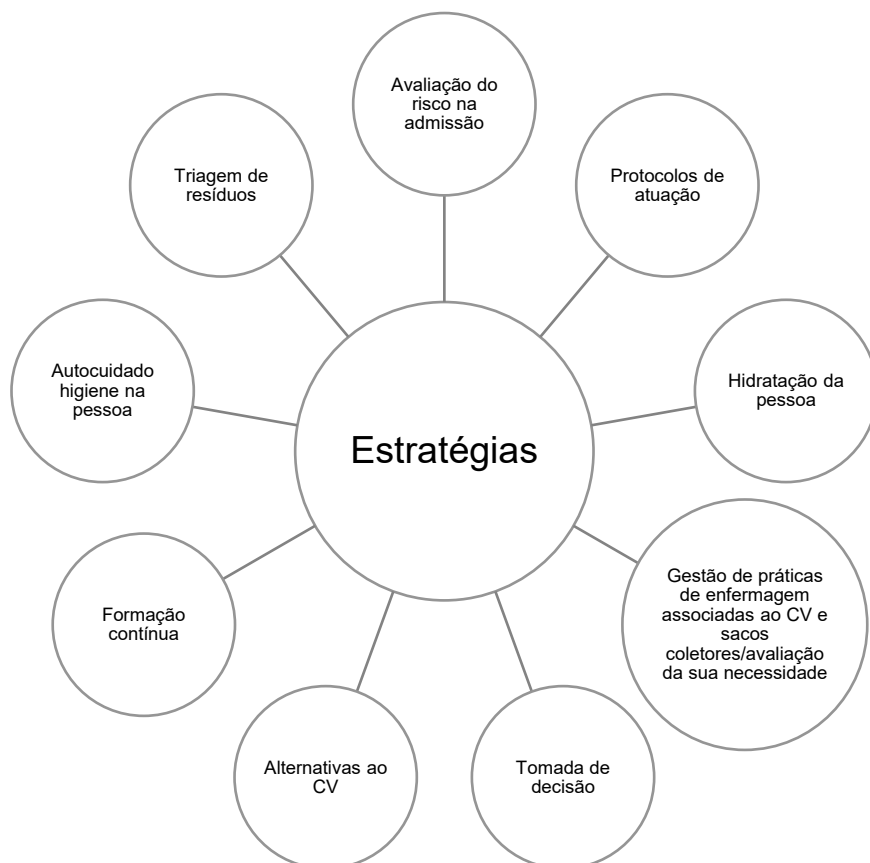 Avaliação do
risco na
admissão
Protocolos de
atuação
Hidratação da
pessoa
Gestão de práticas
de enfermagem
associadas ao CV e
sacos
coletores/avaliação
da sua necessidade
Tomada de
decisão
Alternativas ao
CV
Formação
contínua
Autocuidado
higiene na
pessoa
Triagem de
resíduos
Estratégias